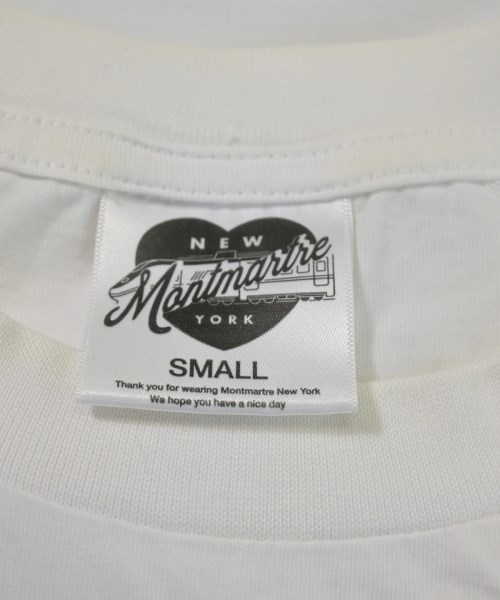 NEW
Montmartre
YORK
SMALL
Thank you for wearing Montmartre New York
We hope you have a nice day